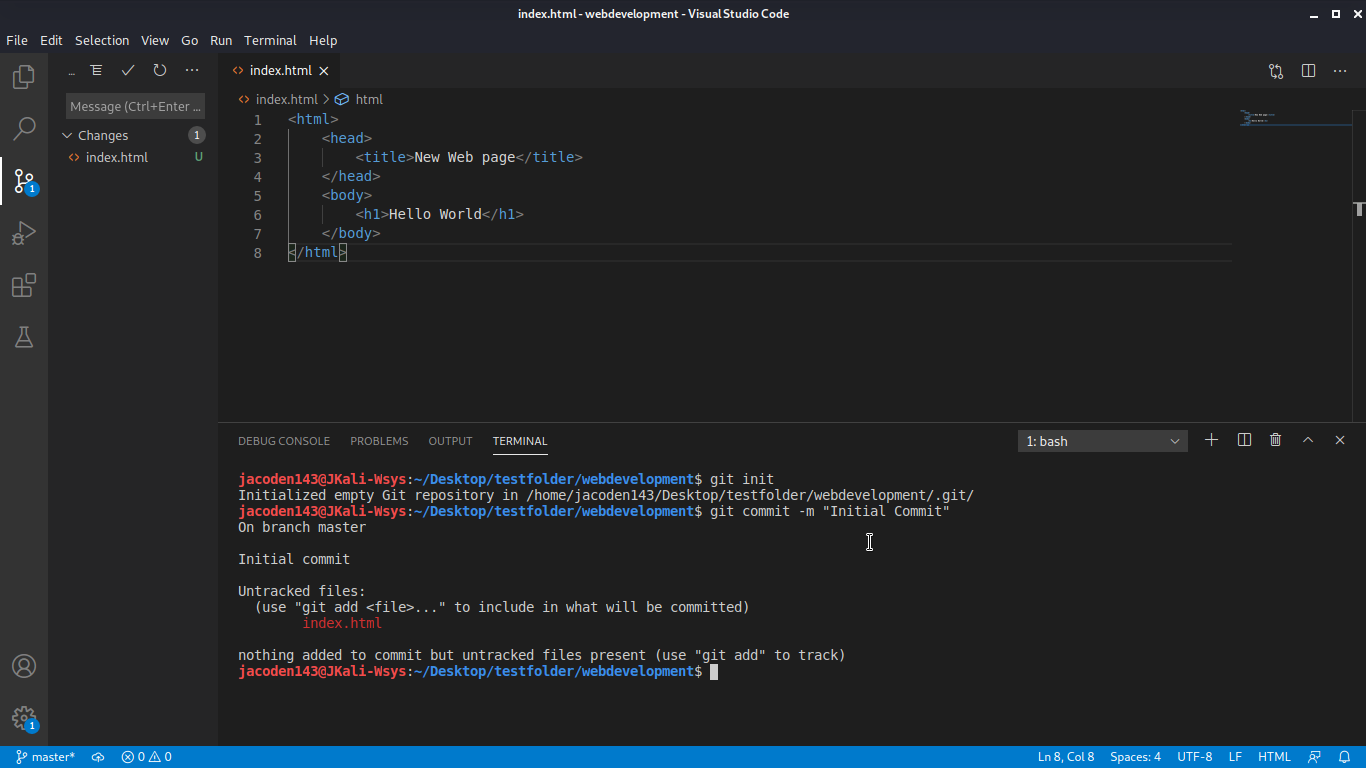 index.html - webdevelopment - Visual Studio Code
File Edit Selection View Go Run Terminal Help
...
Message (Ctrl+Enter ...
Changes 1
index.html U
1
1
index.html
index.html > html
1 <html>
2 <head>
3 <title>New Web page</title>
4 </head>
5 <body>
6 <h1>Hello World</h1>
7 </body>
8 </html>
DEBUG CONSOLE PROBLEMS OUTPUT TERMINAL 1: bash
jacoden143@JKali-Wsys:~/Desktop/testfolder/webdevelopment$ git init
Initialized empty Git repository in /home/jacoden143/Desktop/testfolder/webdevelopment/.git/
jacoden143@JKali-Wsys:~/Desktop/testfolder/webdevelopment$ git commit -m "Initial Commit"
On branch master
Initial commit
Untracked files:
(use "git add <file>..." to include in what will be committed)
index.html
nothing added to commit but untracked files present (use "git add" to track)
jacoden143@JKali-Wsys:~/Desktop/testfolder/webdevelopment$
master* 0 0 Ln 8, Col 8 Spaces: 4 UTF-8 LF HTML